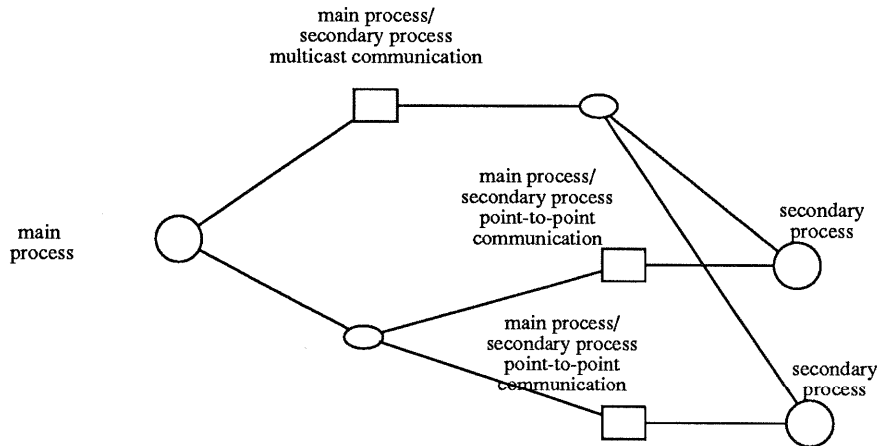 main process/
secondary process
multicast communication
main process/
secondary process
point-to-point
communication
secondary
process
main
process
main process/
secondary process
point-to-point
communication
secondary
process